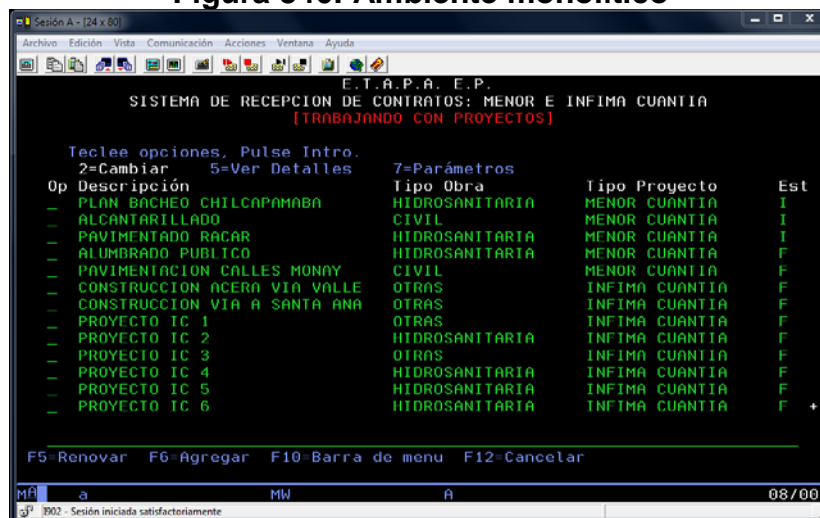 Sesión A - [24 x 80]
Archivo Edición Vista Comunicación Acciones Ventana Ayuda
E.T.A.P.A. E.P.
SISTEMA DE RECEPCION DE CONTRATOS: MENOR E INFIMA CUANTIA
[TRABAJANDO CON PROYECTOS]
Teclee opciones, Pulse Intro.
2=Cambiar 5=Ver Detalles 7=Parámetros
Op Descripción Tipo Obra Tipo Proyecto Est
_ PLAN BACHEO CHILCAPAMABA HIDROSANITARIA MENOR CUANTIA I
_ ALCANTARILLADO CIVIL MENOR CUANTIA I
_ PAVIMENTADO RACAR HIDROSANITARIA MENOR CUANTIA I
_ ALUMBRADO PUBLICO HIDROSANITARIA MENOR CUANTIA F
_ PAVIMENTACION CALLES MONAY CIVIL MENOR CUANTIA F
_ CONSTRUCCION ACERA VIA VALLE OTRAS INFIMA CUANTIA F
_ CONSTRUCCION VIA A SANTA ANA OTRAS INFIMA CUANTIA F
_ PROYECTO IC 1 OTRAS INFIMA CUANTIA F
_ PROYECTO IC 2 HIDROSANITARIA INFIMA CUANTIA F
_ PROYECTO IC 3 OTRAS INFIMA CUANTIA F
_ PROYECTO IC 4 HIDROSANITARIA INFIMA CUANTIA F
_ PROYECTO IC 5 HIDROSANITARIA INFIMA CUANTIA F
_ PROYECTO IC 6 HIDROSANITARIA INFIMA CUANTIA F +
F5=Renovar F6=Agregar F10=Barra de menu F12=Cancelar
MA a MW A 08/00
I902 - Sesión iniciada satisfactoriamente